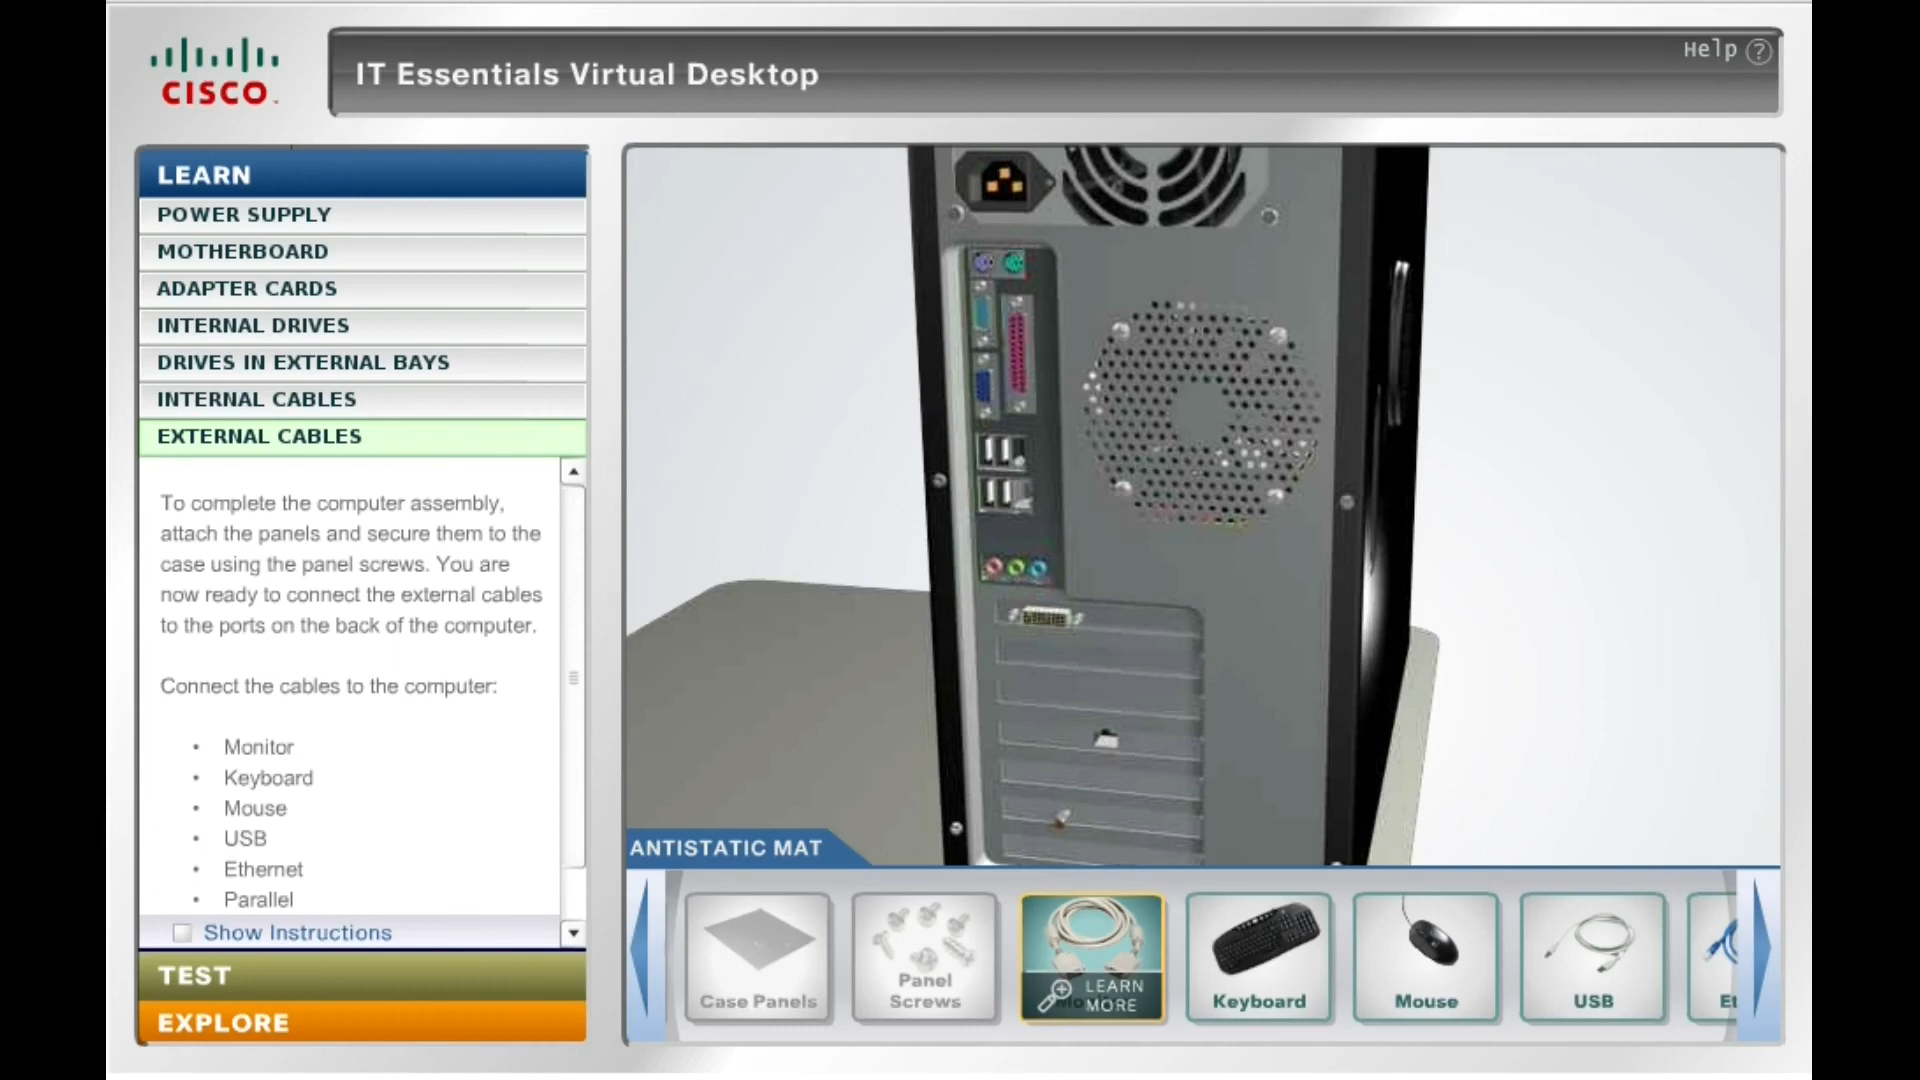 CISCO
IT Essentials Virtual Desktop
Help ?
LEARN
POWER SUPPLY
MOTHERBOARD
ADAPTER CARDS
INTERNAL DRIVES
DRIVES IN EXTERNAL BAYS
INTERNAL CABLES
EXTERNAL CABLES
To complete the computer assembly,
attach the panels and secure them to the
case using the panel screws. You are
now ready to connect the external cables
to the ports on the back of the computer.
Connect the cables to the computer:
• Monitor
• Keyboard
• Mouse
• USB
• Ethernet
• Parallel
Show Instructions
TEST
EXPLORE
ANTISTATIC MAT
Case Panels
Panel
Screws
LEARN
MORE
Keyboard
Mouse
USB
Et